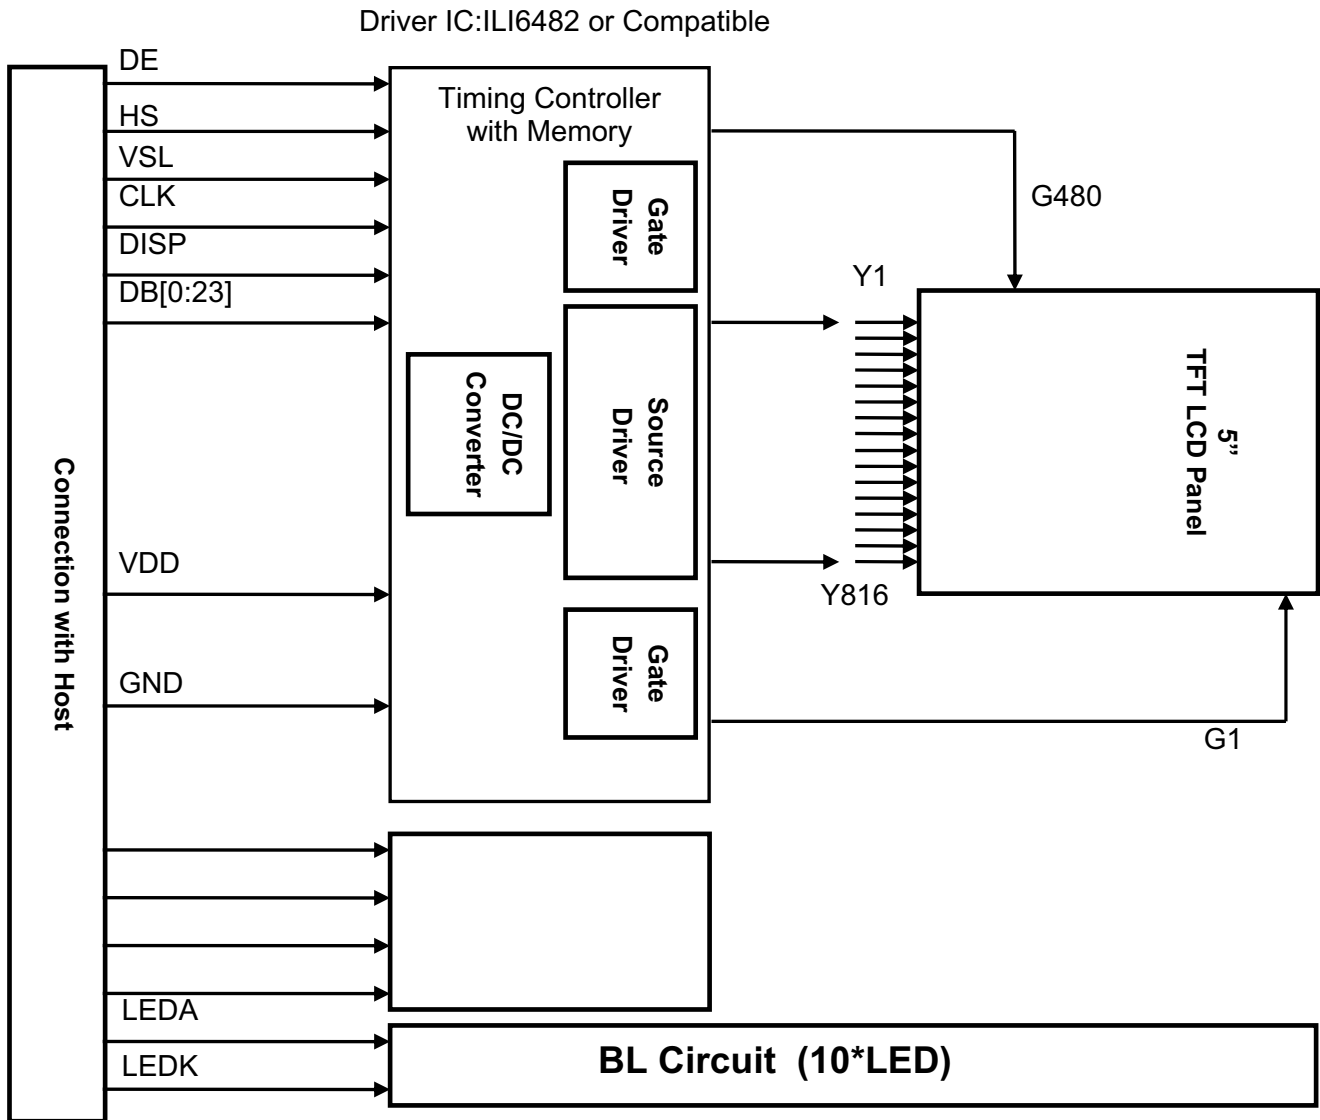 Driver IC:ILI6482 or Compatible
DE
HS
VSL
CLK
DISP
DB[0:23]
VDD
GND
LEDA
LEDK
Connection with Host
Timing Controller
with Memory
Gate
Driver
DC/DC
Converter
Source
Driver
Gate
Driver
G480
Y1
Y816
G1
5”
TFT LCD Panel
BL Circuit (10*LED)